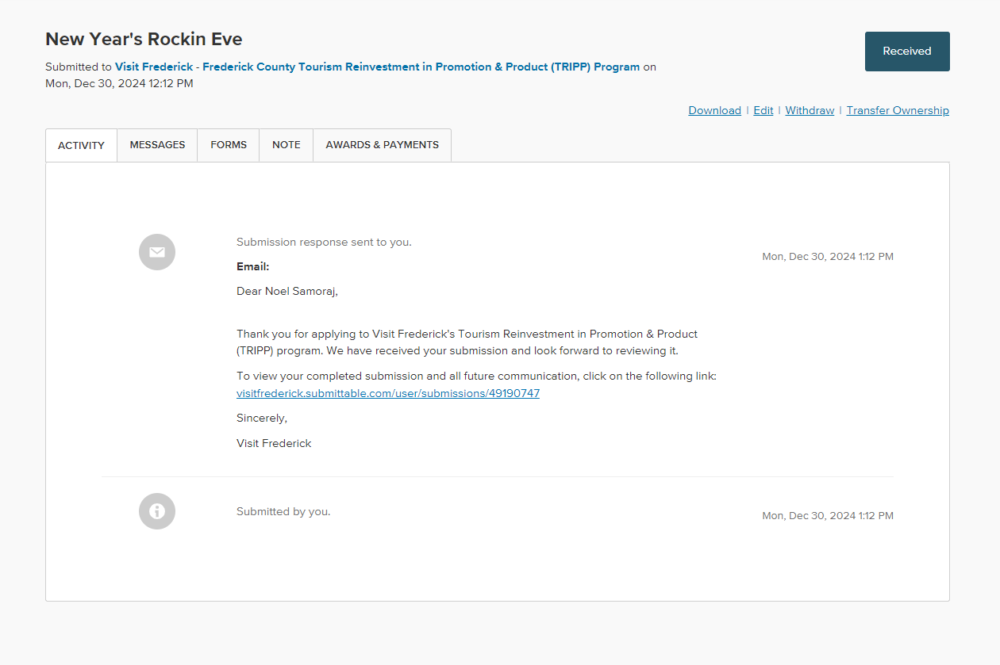 New Year's Rockin Eve
Received
Submitted to Visit Frederick - Frederick County Tourism Reinvestment in Promotion & Product (TRIPP) Program on
Mon, Dec 30, 2024 12:12 PM
Download | Edit | Withdraw | Transfer Ownership
ACTIVITY MESSAGES FORMS NOTE AWARDS & PAYMENTS
Submission response sent to you.
Mon, Dec 30, 2024 1:12 PM
Email:
Dear Noel Samoraj,
Thank you for applying to Visit Frederick's Tourism Reinvestment in Promotion & Product
(TRIPP) program. We have received your submission and look forward to reviewing it.
To view your completed submission and all future communication, click on the following link:
visitfrederick.submittable.com/user/submissions/49190747
Sincerely,
Visit Frederick
Submitted by you.
Mon, Dec 30, 2024 1:12 PM